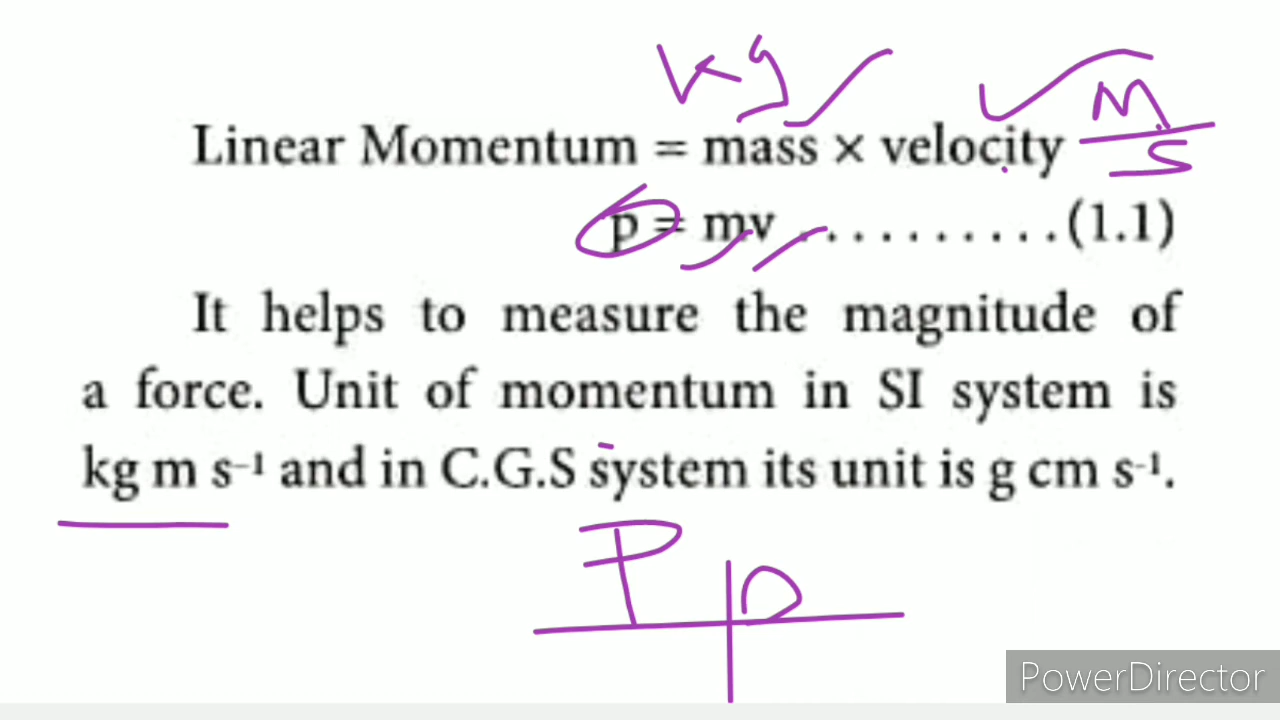 kg
M
Linear Momentum = mass × velocity
S
p = mv ..........(1.1)
It helps to measure the magnitude of
a force. Unit of momentum in SI system is
kg m s⁻¹ and in C.G.S system its unit is g cm s⁻¹.
P p
PowerDirector